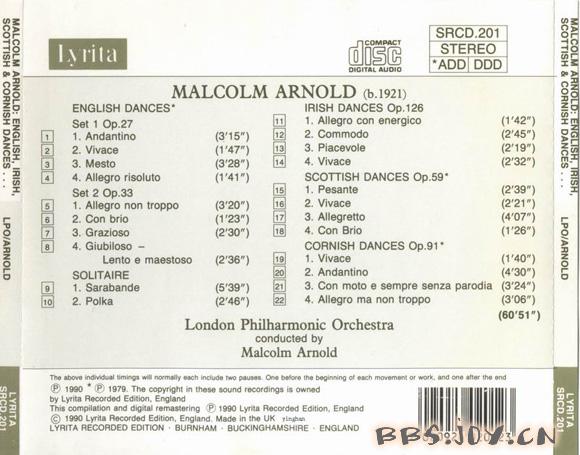 MALCOLM ARNOLD: ENGLISH, IRISH,
SCOTTISH & CORNISH DANCES . . .
LPO/ARNOLD
LYRITA
SRCD.201
Lyrita
COMPACT
disc
DIGITAL AUDIO
SRCD.201
STEREO
*ADD DDD
MALCOLM ARNOLD (b.1921)
ENGLISH DANCES*
Set 1 Op.27
1 1. Andantino (3'15")
2 2. Vivace (1'47")
3 3. Mesto (3'28")
4 4. Allegro risoluto (1'41")
Set 2 Op.33
5 1. Allegro non troppo (3'20")
6 2. Con brio (1'23")
7 3. Grazioso (2'30")
8 4. Giubiloso –
Lento e maestoso (2'36")
SOLITAIRE
9 1. Sarabande (5'39")
10 2. Polka (2'46")
IRISH DANCES Op.126
11 1. Allegro con energico (1'42")
12 2. Commodo (2'45")
13 3. Piacevole (2'19")
14 4. Vivace (2'32")
SCOTTISH DANCES Op.59*
15 1. Pesante (2'39")
16 2. Vivace (2'21")
17 3. Allegretto (4'07")
18 4. Con Brio (1'26")
CORNISH DANCES Op.91*
19 1. Vivace (1'40")
20 2. Andantino (4'30")
21 3. Con moto e sempre senza parodia (3'24")
22 4. Allegro ma non troppo (3'06")
(60'51")
London Philharmonic Orchestra
conducted by
Malcolm Arnold
The above individual timings will normally each include two pauses. One before the beginning of each movement or work, and one after the end
Ⓟ 1990 * Ⓟ 1979. The copyright in these sound recordings is owned
by Lyrita Recorded Edition, England
This compilation and digital remastering Ⓟ 1990 Lyrita Recorded Edition, England
© 1990 Lyrita Recorded Edition, England. Made in the UK
LYRITA RECORDED EDITION · BURNHAM · BUCKINGHAMSHIRE · ENGLAND
BBS.JOY.CN
MALCOLM ARNOLD: ENGLISH, IRISH,
SCOTTISH & CORNISH DANCES . . .
LPO/ARNOLD
LYRITA
SRCD.201